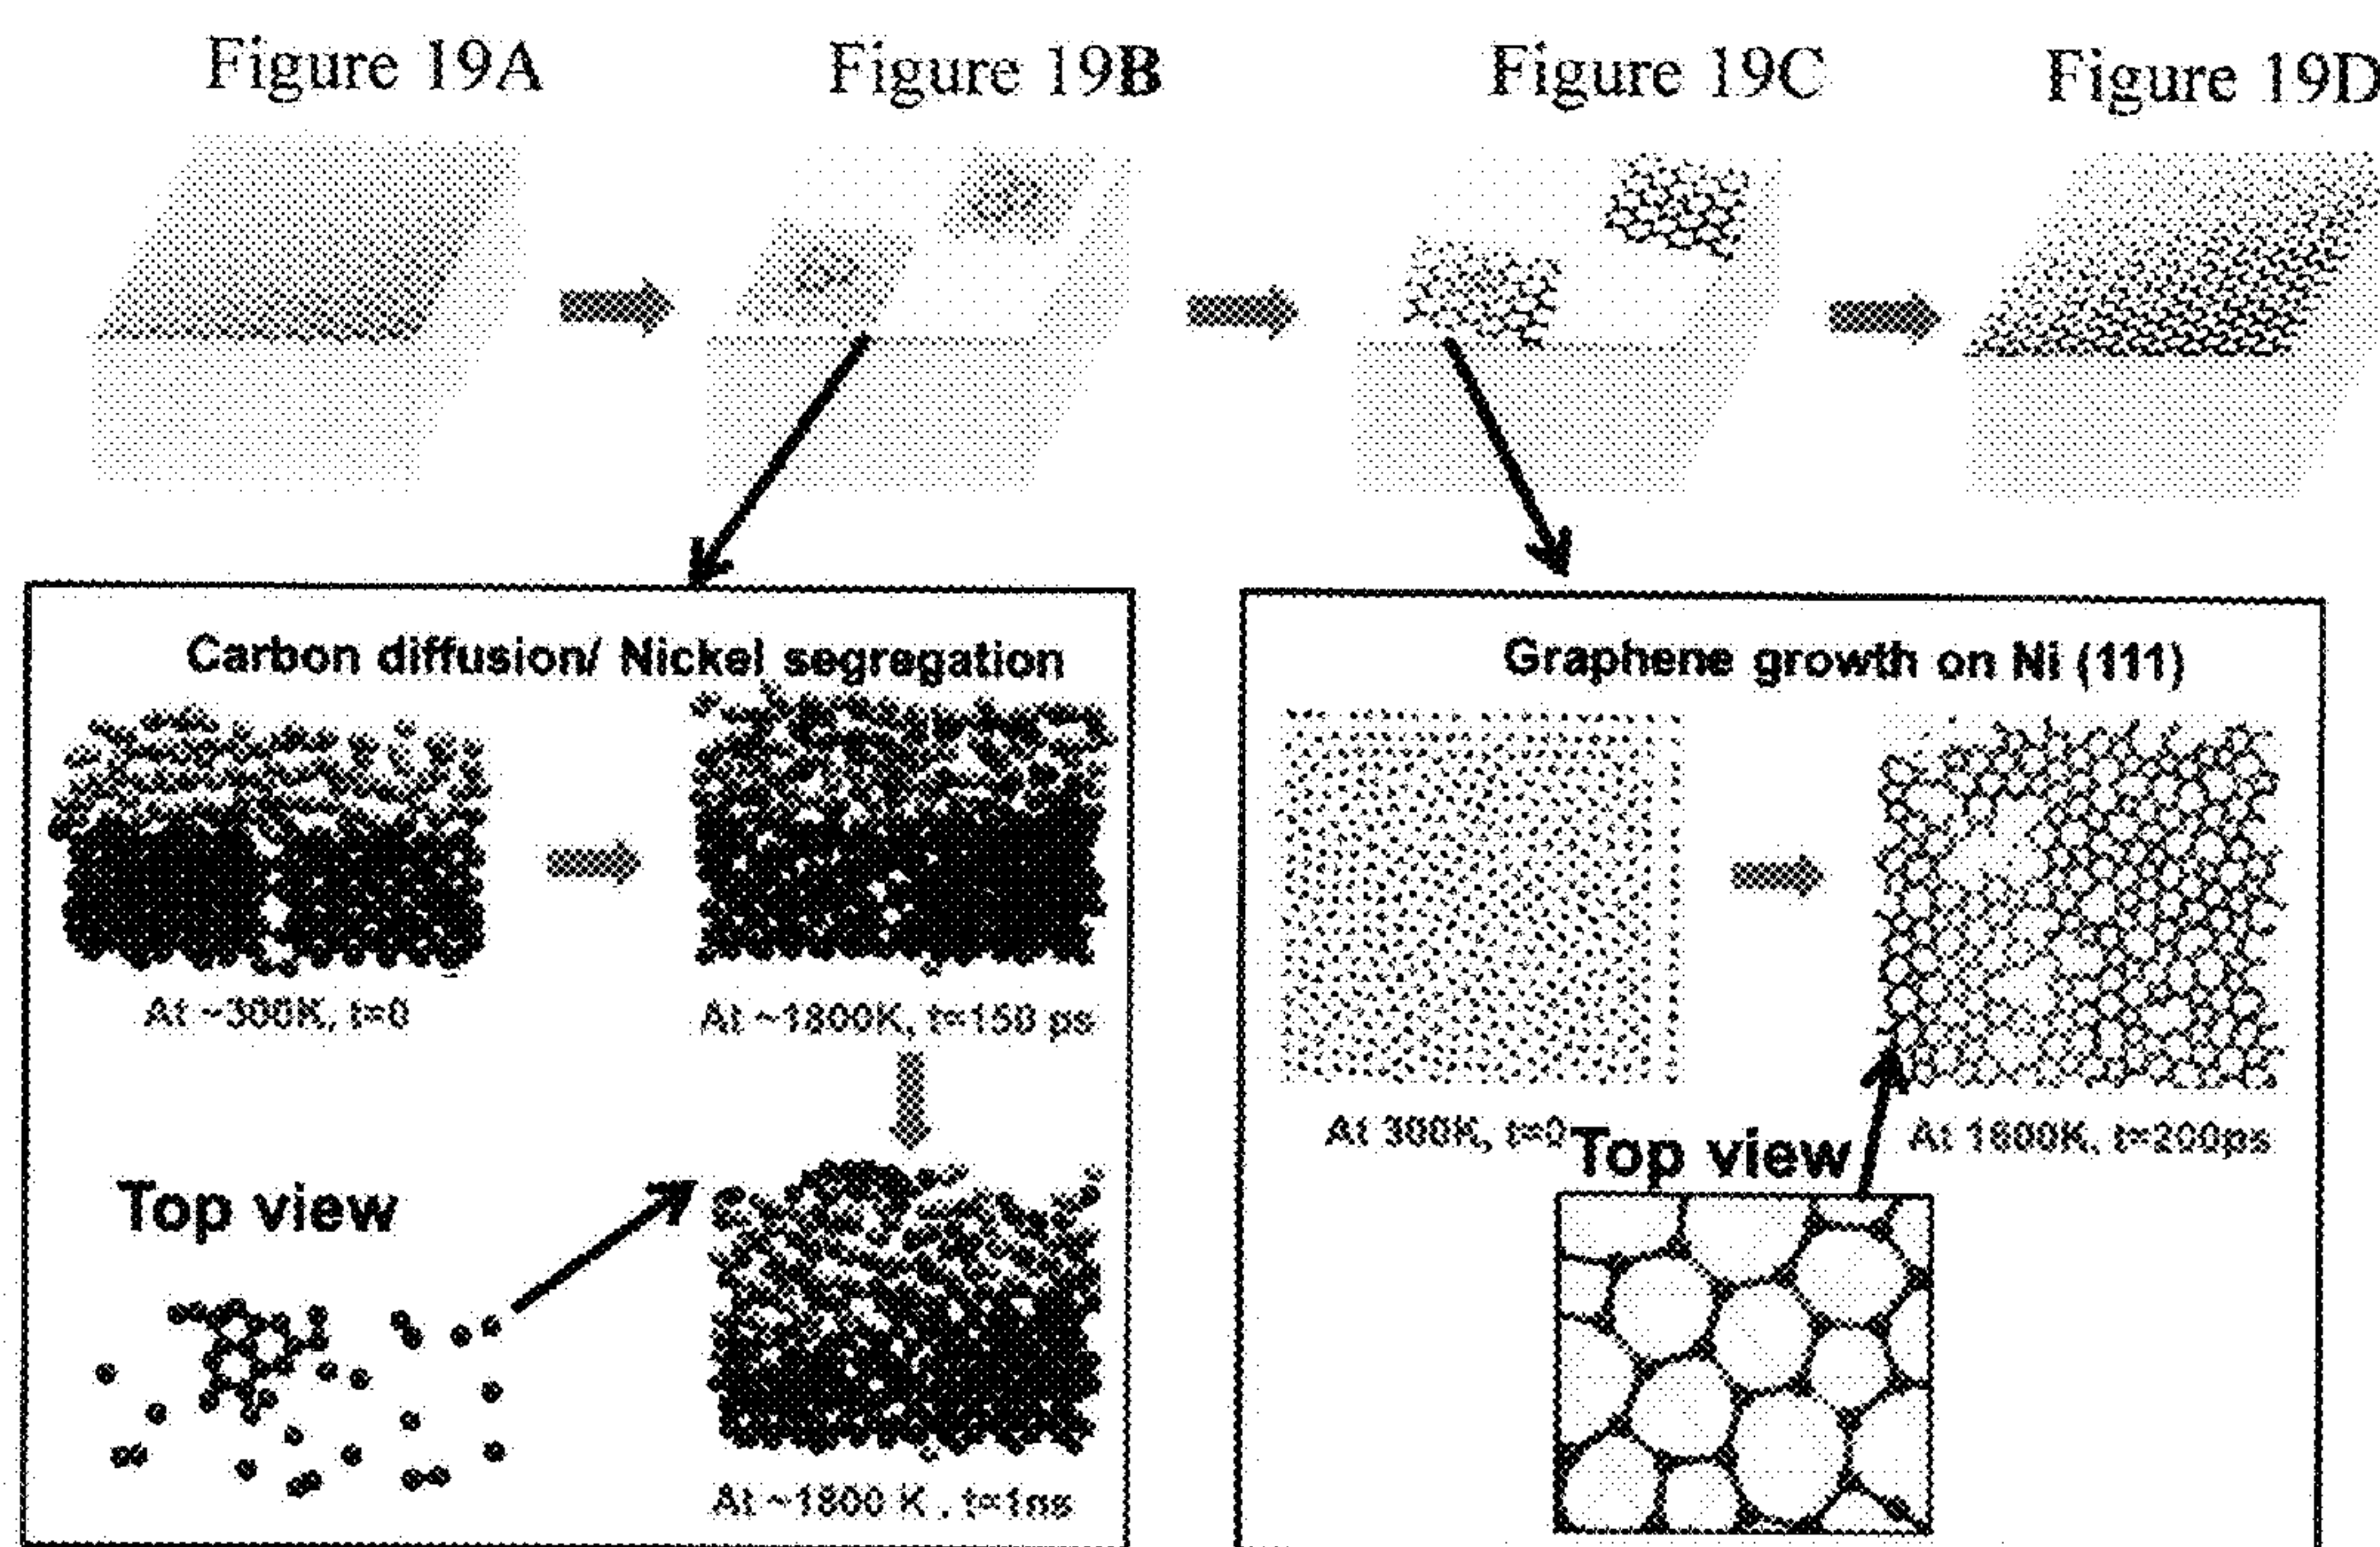 Figure 19A
Figure 19B
Figure 19C
Figure 19D
Carbon diffusion/ Nickel segregation
At ~300K, t=0
At ~1800K, t=150 ps
Top view
At ~1800 K . t=1ns
Graphene growth on Ni (111)
At 300K, t=0
At 1800K, t=200ps
Top view